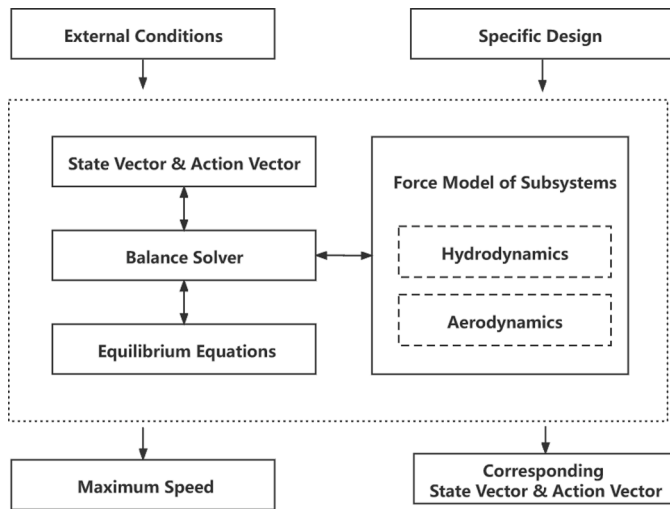 External Conditions
Specific Design
State Vector & Action Vector
Force Model of Subsystems
Balance Solver
Hydrodynamics
Aerodynamics
Equilibrium Equations
Maximum Speed
Corresponding
State Vector & Action Vector